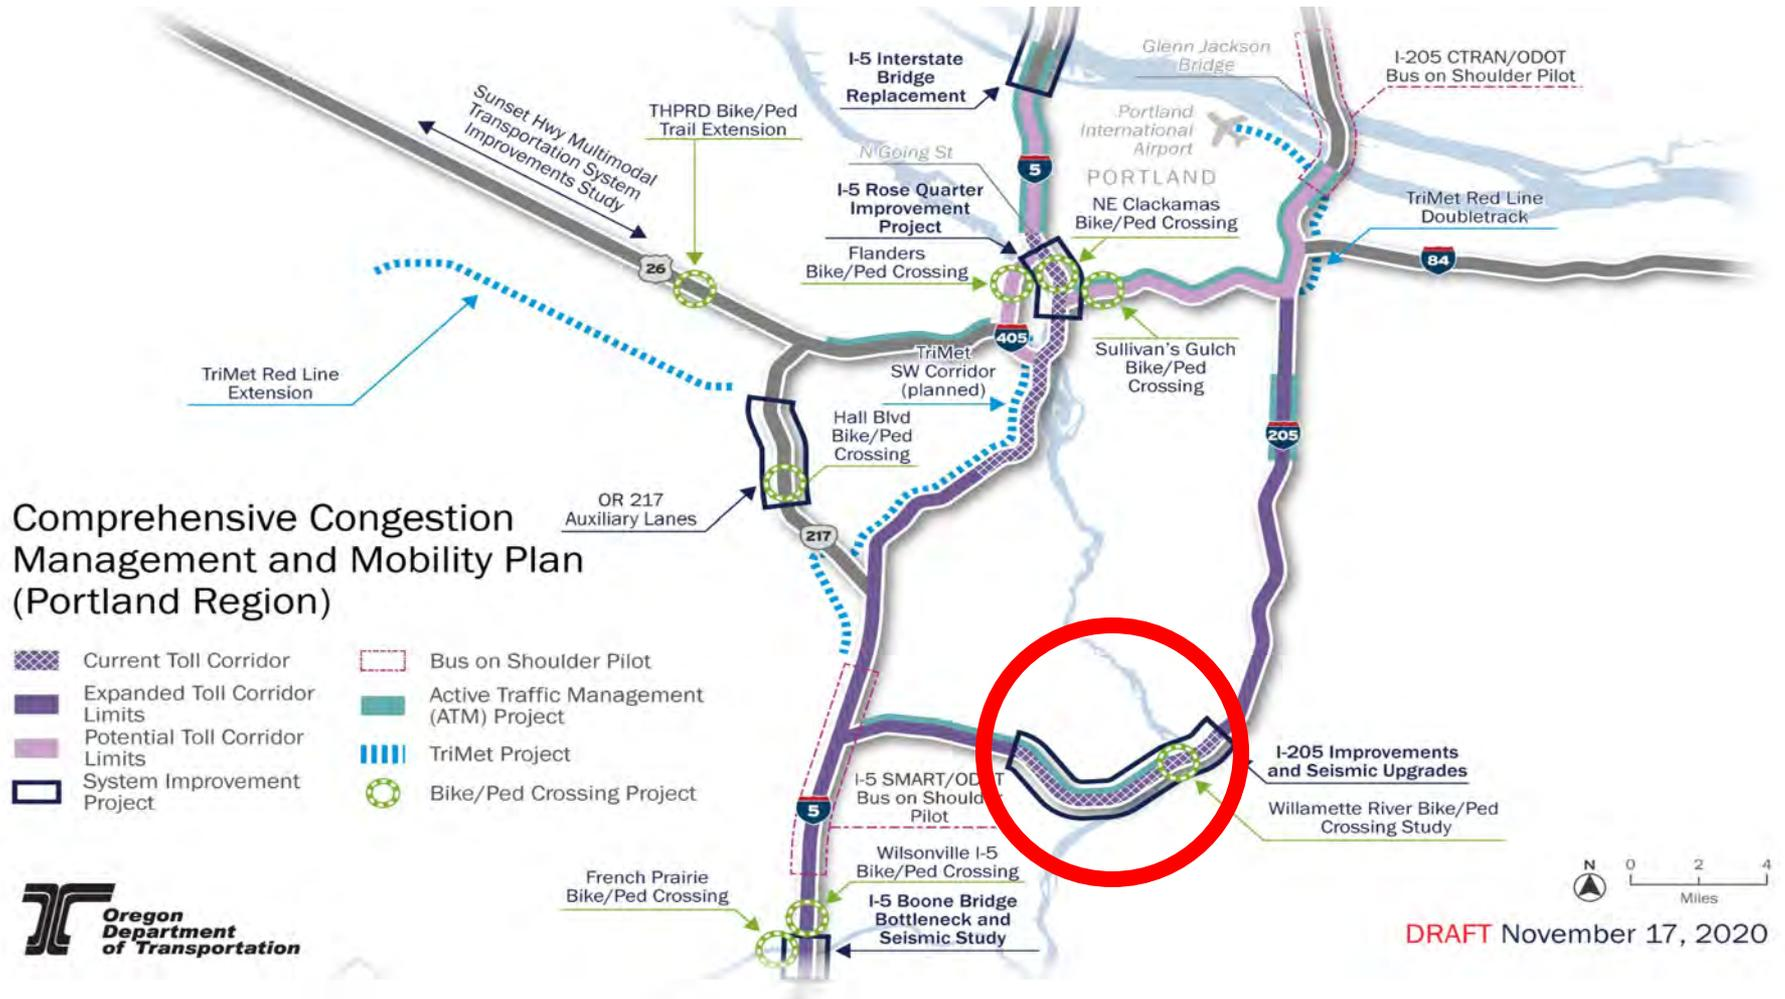 I-5 Interstate
Bridge
Replacement
Glenn Jackson
Bridge
I-205 CTRAN/ODOT
Bus on Shoulder Pilot
Sunset Hwy Multimodal
Transportation System
Improvements Study
THPRD Bike/Ped
Trail Extension
Portland
International
Airport
N Going St
5
PORTLAND
I-5 Rose Quarter
Improvement
Project
NE Clackamas
Bike/Ped Crossing
TriMet Red Line
Doubletrack
Flanders
Bike/Ped Crossing
26
84
405
TriMet
SW Corridor
(planned)
Sullivan's Gulch
Bike/Ped
Crossing
TriMet Red Line
Extension
Hall Blvd
Bike/Ped
Crossing
205
OR 217
Auxiliary Lanes
217
Comprehensive Congestion
Management and Mobility Plan
(Portland Region)
Current Toll Corridor
Expanded Toll Corridor
Limits
Potential Toll Corridor
Limits
System Improvement
Project
Bus on Shoulder Pilot
Active Traffic Management
(ATM) Project
TriMet Project
Bike/Ped Crossing Project
I-205 Improvements
and Seismic Upgrades
I-5 SMART/ODOT
Bus on Shoulder
Pilot
5
Willamette River Bike/Ped
Crossing Study
Wilsonville I-5
Bike/Ped Crossing
French Prairie
Bike/Ped Crossing
I-5 Boone Bridge
Bottleneck and
Seismic Study
Oregon
Department
of Transportation
N
0 2 4
Miles
DRAFT November 17, 2020